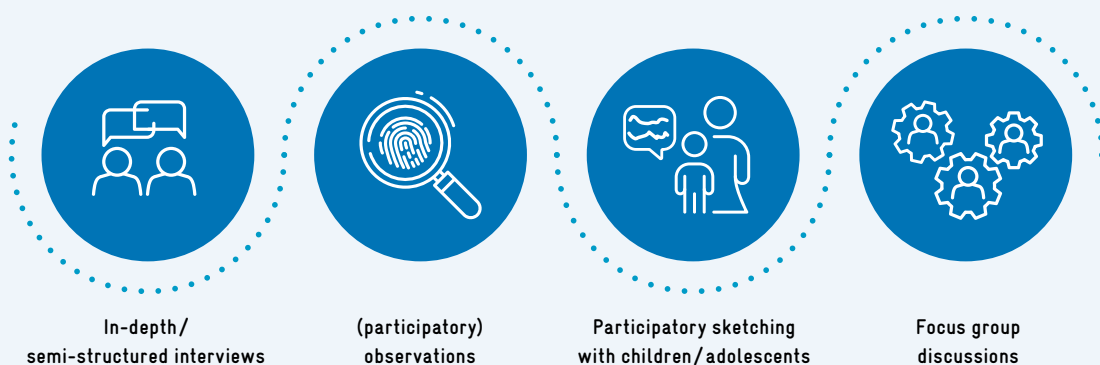 In-depth/
semi-structured interviews
(participatory)
observations
Participatory sketching
with children/adolescents
Focus group
discussions